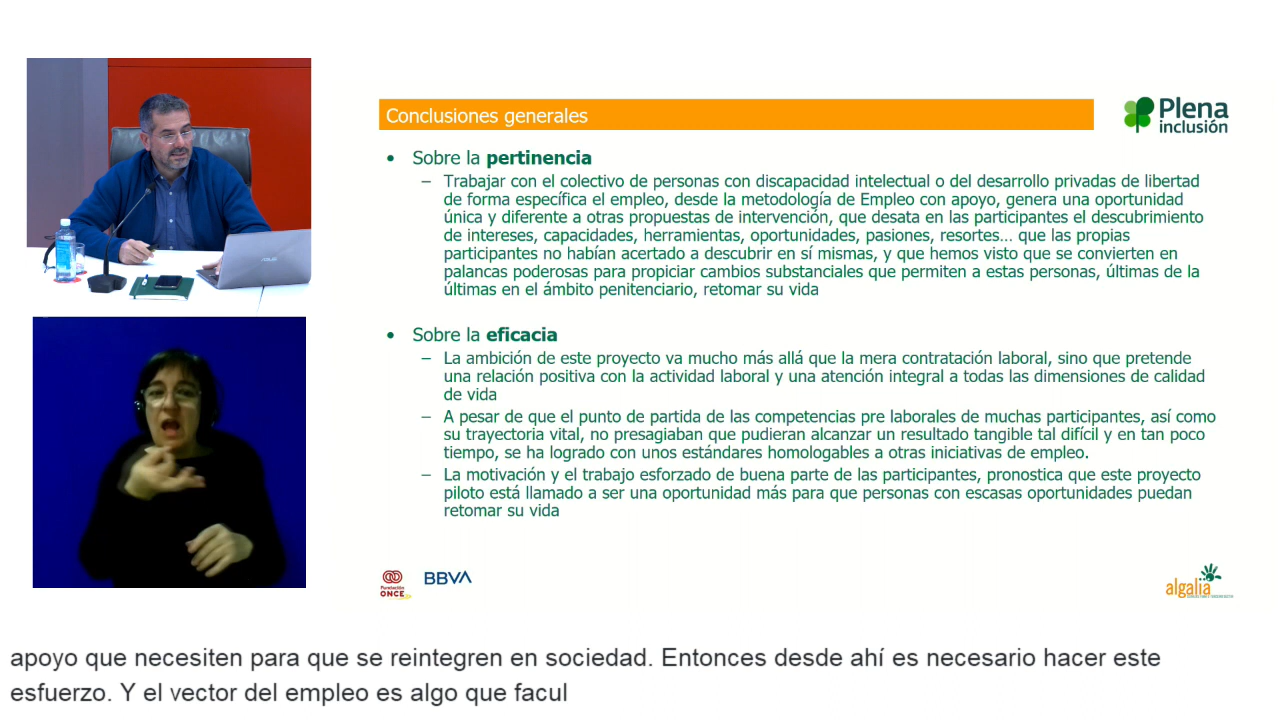 Conclusiones generales
Plena
inclusión
• Sobre la pertinencia
– Trabajar con el colectivo de personas con discapacidad intelectual o del desarrollo privadas de libertad
de forma específica el empleo, desde la metodología de Empleo con apoyo, genera una oportunidad
única y diferente a otras propuestas de intervención, que desata en las participantes el descubrimiento
de intereses, capacidades, herramientas, oportunidades, pasiones, resortes... que las propias
participantes no habían acertado a descubrir en sí mismas, y que hemos visto que se convierten en
palancas poderosas para propiciar cambios substanciales que permiten a estas personas, últimas de la
últimas en el ámbito penitenciario, retomar su vida
• Sobre la eficacia
– La ambición de este proyecto va mucho más allá que la mera contratación laboral, sino que pretende
una relación positiva con la actividad laboral y una atención integral a todas las dimensiones de calidad
de vida
– A pesar de que el punto de partida de las competencias pre laborales de muchas participantes, así como
su trayectoria vital, no presagiaban que pudieran alcanzar un resultado tangible tal difícil y en tan poco
tiempo, se ha logrado con unos estándares homologables a otras iniciativas de empleo.
– La motivación y el trabajo esforzado de buena parte de las participantes, pronostica que este proyecto
piloto está llamado a ser una oportunidad más para que personas con escasas oportunidades puedan
retomar su vida
Fundación
ONCE
BBVA
algalia
apoyo que necesiten para que se reintegren en sociedad. Entonces desde ahí es necesario hacer este
esfuerzo. Y el vector del empleo es algo que facul